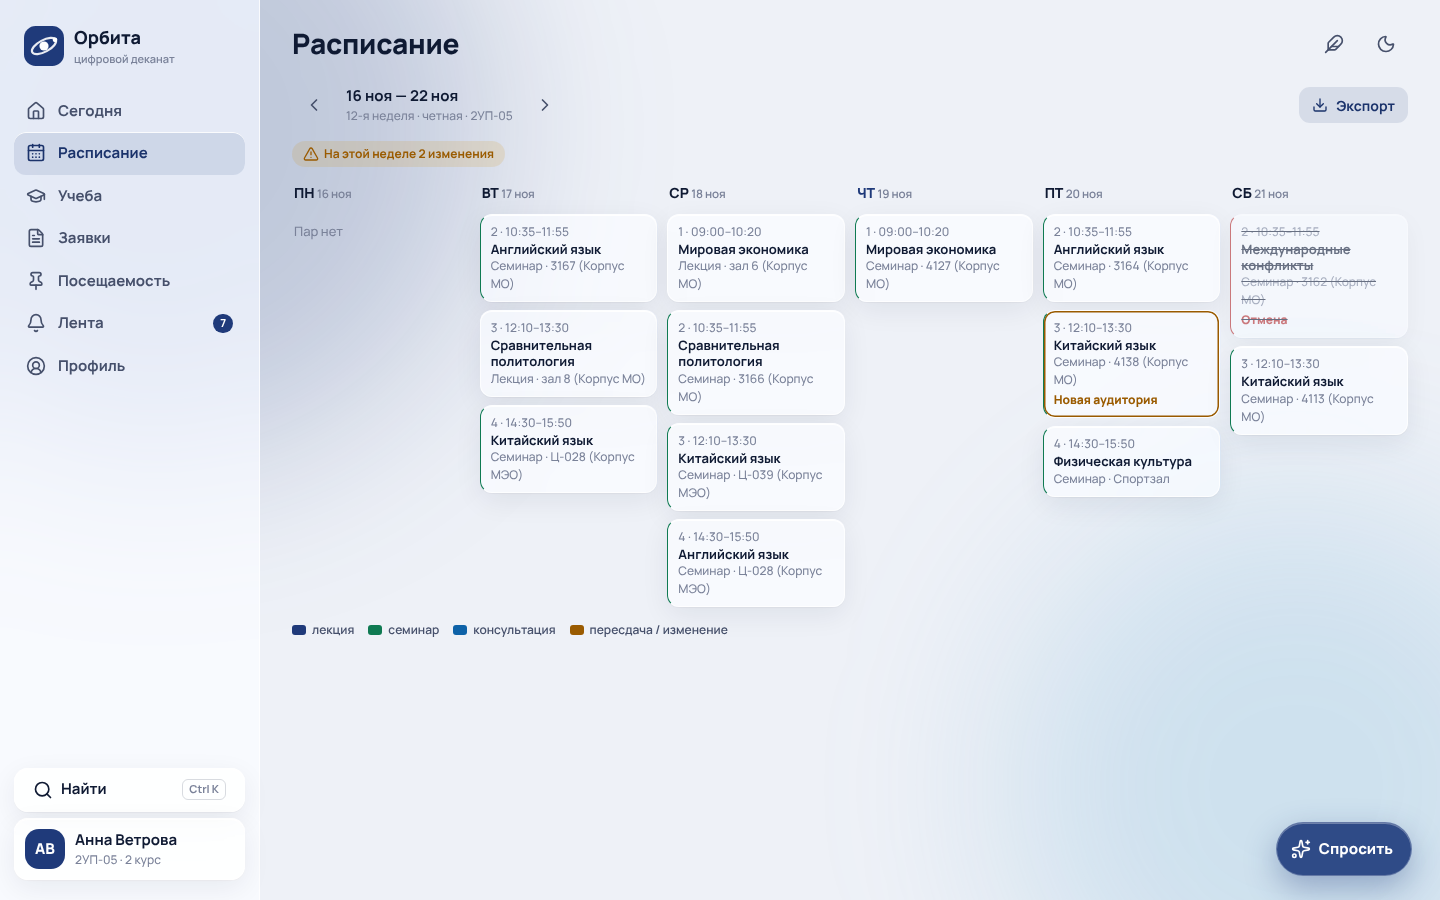 Орбита
цифровой деканат
Сегодня
Расписание
Учеба
Заявки
Посещаемость
Лента
7
Профиль
Найти
Ctrl K
АВ
Анна Ветрова
2УП-05 · 2 курс
Расписание
16 ноя — 22 ноя
12-я неделя · четная · 2УП-05
Экспорт
На этой неделе 2 изменения
ПН 16 ноя
Пар нет
ВТ 17 ноя
2 · 10:35–11:55
Английский язык
Семинар · 3167 (Корпус
МО)
3 · 12:10–13:30
Сравнительная
политология
Лекция · зал 8 (Корпус МО)
4 · 14:30–15:50
Китайский язык
Семинар · Ц-028 (Корпус
МЭО)
СР 18 ноя
1 · 09:00–10:20
Мировая экономика
Лекция · зал 6 (Корпус
МО)
2 · 10:35–11:55
Сравнительная
политология
Семинар · 3166 (Корпус
МО)
3 · 12:10–13:30
Китайский язык
Семинар · Ц-039 (Корпус
МЭО)
4 · 14:30–15:50
Английский язык
Семинар · Ц-028 (Корпус
МЭО)
ЧТ 19 ноя
1 · 09:00–10:20
Мировая экономика
Семинар · 4127 (Корпус
МО)
ПТ 20 ноя
2 · 10:35–11:55
Английский язык
Семинар · 3164 (Корпус
МО)
3 · 12:10–13:30
Китайский язык
Семинар · 4138 (Корпус
МО)
Новая аудитория
4 · 14:30–15:50
Физическая культура
Семинар · Спортзал
СБ 21 ноя
2 · 10:35–11:55
Международные
конфликты
Семинар · 3162 (Корпус
МО)
Отмена
3 · 12:10–13:30
Китайский язык
Семинар · 4113 (Корпус
МО)
лекция
семинар
консультация
пересдача / изменение
Спросить